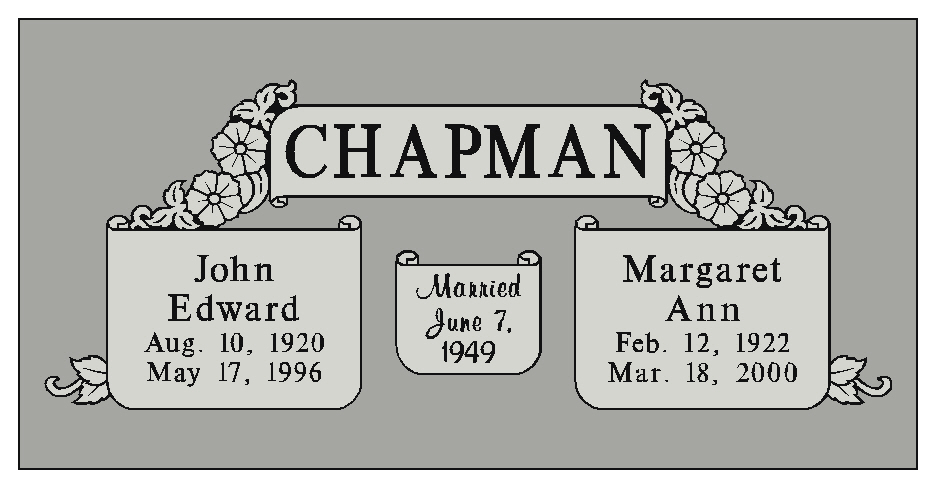 CHAPMAN
John
Edward
Aug. 10, 1920
May 17, 1996
Married
June 7,
1949
Margaret
Ann
Feb. 12, 1922
Mar. 18, 2000